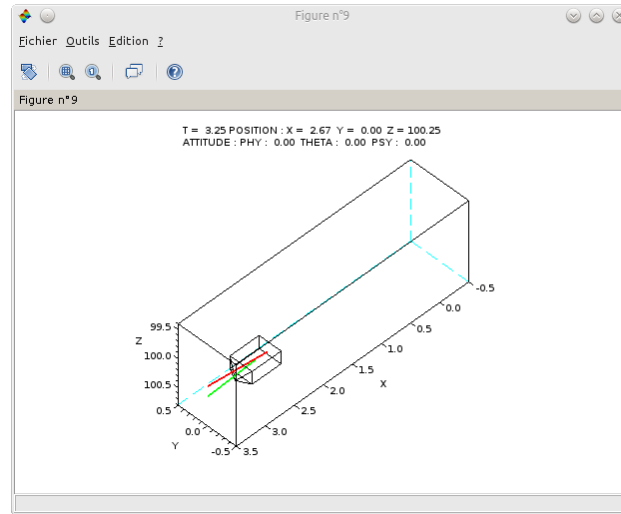 Figure n°9
Fichier Outils Edition ?
Figure n°9
T = 3.25 POSITION : X = 2.67 Y = 0.00 Z = 100.25
ATTITUDE : PHY : 0.00 THETA : 0.00 PSY : 0.00
99.5
Z
100.0
100.5
0.5
0.0
Y
-0.5
3.5
3.0
2.5
2.0
1.5
X
1.0
0.5
0.0
-0.5